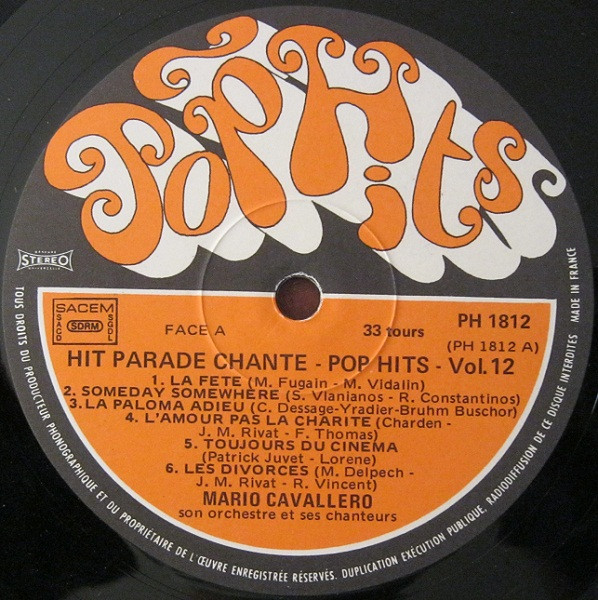 Pop Hits
STEREO
SACEM
SACD SDRM SGDL
FACE A
33 tours
PH 1812
(PH 1812 A)
HIT PARADE CHANTE - POP HITS - Vol. 12
1. LA FETE (M. Fugain - M. Vidalin)
2. SOMEDAY SOMEWHERE (S. Vlanianos - R. Constantinos)
3. LA PALOMA ADIEU (C. Dessage-Yradier-Bruhm Buschor)
4. L'AMOUR PAS LA CHARITE (Charden -
J. M. Rivat - F. Thomas)
5. TOUJOURS DU CINEMA
(Patrick Juvet - Lorene)
6. LES DIVORCES (M. Delpech -
J. M. Rivat - R. Vincent)
MARIO CAVALLERO
son orchestre et ses chanteurs
TOUS DROITS DU PRODUCTEUR PHONOGRAPHIQUE ET DU PROPRIÉTAIRE DE L'ŒUVRE ENREGISTRÉE RÉSERVÉS. DUPLICATION EXÉCUTION PUBLIQUE, RADIODIFFUSION DE CE DISQUE INTERDITES
MADE IN FRANCE